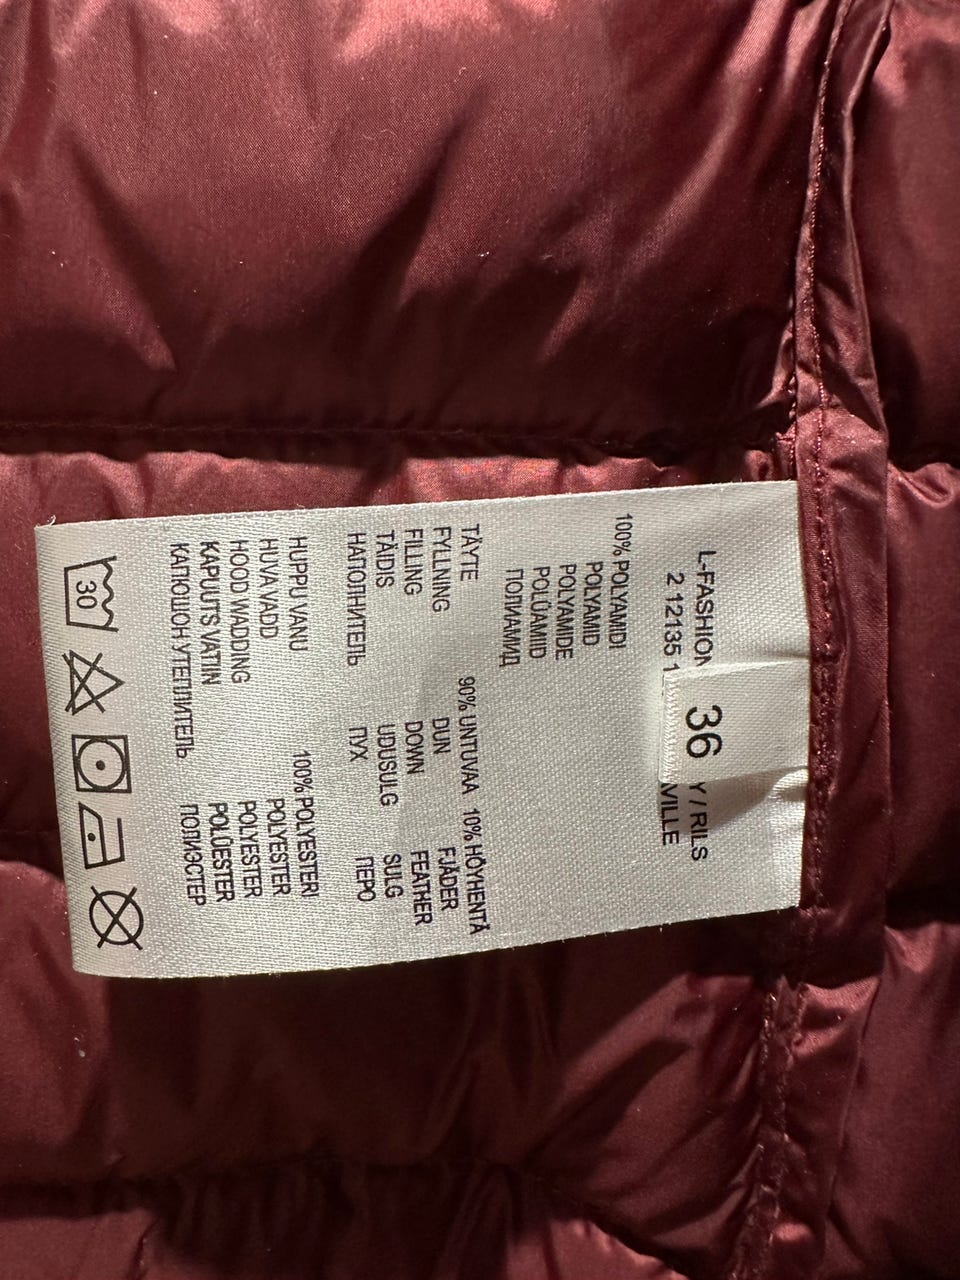 L-FASHION
36
Y / RILS
2 12135 1
VILLE
100% POLYAMIDI
POLYAMID
POLYAMIDE
POLÜAMIID
ПОЛИАМИД
TÄYTE 90% UNTUVAA 10% HÖYHENTÄ
FYLLNING DUN FJÄDER
FILLING DOWN FEATHER
TÄIDIS UDUSULG SULG
НАПОЛНИТЕЛЬ ПУХ ПЕРО
HUPPU VANU 100% POLYESTERI
HUVA VADD POLYESTER
HOOD WADDING POLYESTER
KAPUUTS VATIN POLÜESTER
КАПЮШОН УТЕПЛИТЕЛЬ ПОЛИЭСТЕР
30